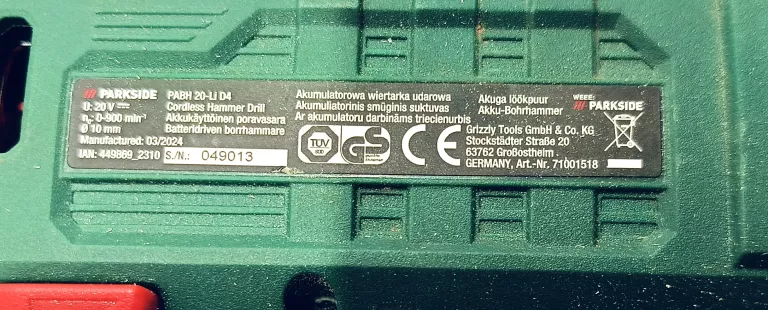 PARKSIDE
U: 20 V
n₀: 0-900 min⁻¹
Ø 10 mm
Manufactured: 03/2024
IAN: 449869_2310
PABH 20-Li D4
Cordless Hammer Drill
Akkukäyttöinen poravasara
Batteridriven borrhammare
S./N.: 049013
Akumulatorowa wiertarka udarowa
Akumuliatorinis smūginis suktuvas
Ar akumulatoru darbināms triecienurbis
TÜV
GS
CE
Akuga löökpuur
Akku-Bohrhammer
Grizzly Tools GmbH & Co. KG
Stockstädter Straße 20
63762 Großostheim
GERMANY, Art.-Nr. 71001518
WEEE:
PARKSIDE